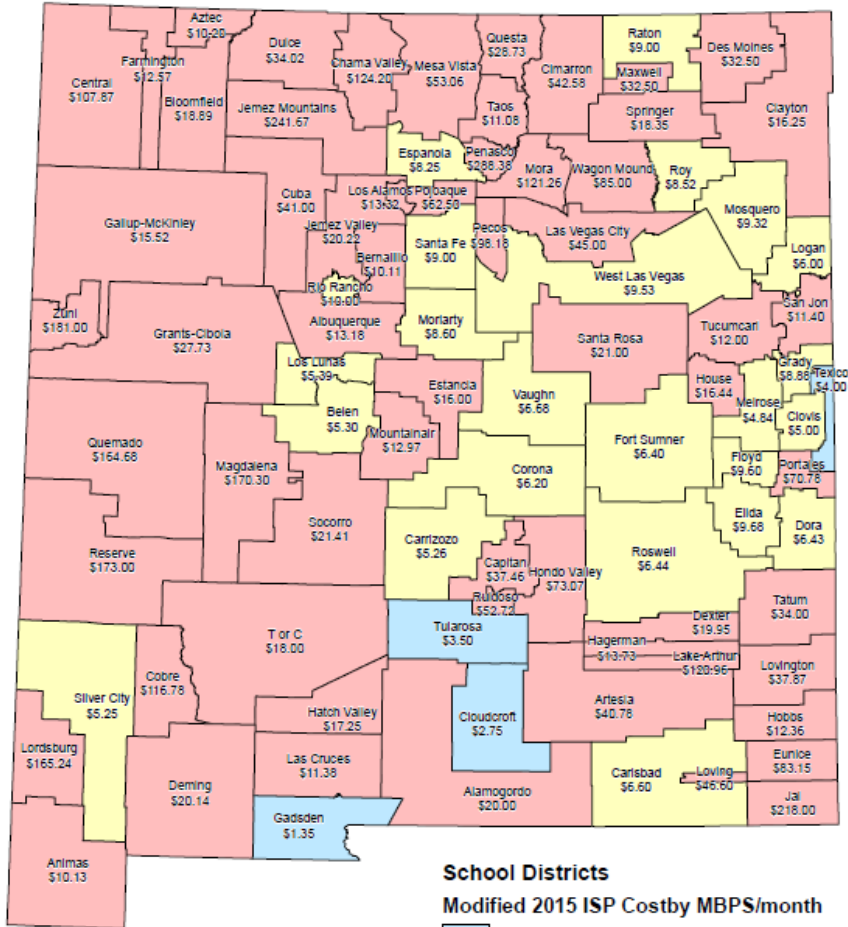 Aztec
$10.20
Farmington
$12.57
Central
$107.87
Bloomfield
$18.89
Dulce
$34.02
Chama Valley
$124.20
Mesa Vista
$53.06
Questa
$28.73
Cimarron
$42.58
Raton
$9.00
Maxwell
$32.50
Des Moines
$32.50
Jemez Mountains
$241.67
Taos
$11.08
Springer
$18.35
Clayton
$16.25
Espanola
$8.25
Penasco
$288.38
Mora
$121.26
Wagon Mound
$85.00
Roy
$8.52
Cuba
$41.00
Los Alamos
$13.32
Pojoaque
$62.50
Mosquero
$9.32
Gallup-McKinley
$15.52
Jemez Valley
$20.22
Santa Fe
$9.00
Pecos
$98.18
Las Vegas City
$45.00
Logan
$6.00
Bernalillo
$10.11
West Las Vegas
$9.53
Rio Rancho
$10.00
Zuni
$181.00
Grants-Cibola
$27.73
Albuquerque
$13.18
Moriarty
$8.60
Santa Rosa
$21.00
Tucumcari
$12.00
San Jon
$11.40
Los Lunas
$5.39
Estancia
$16.00
Vaughn
$6.68
House
$16.44
Grady
$8.88
Texico
$4.00
Melrose
$4.84
Clovis
$5.00
Belen
$5.30
Mountainair
$12.97
Quemado
$164.68
Magdalena
$170.30
Fort Sumner
$6.40
Floyd
$9.60
Portales
$70.78
Corona
$6.20
Socorro
$21.41
Elida
$9.68
Dora
$6.43
Reserve
$173.00
Carrizozo
$5.26
Capitan
$37.46
Hondo Valley
$73.07
Roswell
$6.44
Ruidoso
$52.72
Tatum
$34.00
T or C
$18.00
Tularosa
$3.50
Dexter
$19.95
Hagerman
$13.73
Lake Arthur
$120.96
Lovington
$37.87
Cobre
$116.78
Silver City
$5.25
Hatch Valley
$17.25
Cloudcroft
$2.75
Artesia
$40.78
Hobbs
$12.36
Lordsburg
$165.24
Las Cruces
$11.38
Eunice
$83.15
Deming
$20.14
Alamogordo
$20.00
Carlsbad
$6.60
Loving
$46.60
Jal
$218.00
Gadsden
$1.35
Animas
$10.13
School Districts
Modified 2015 ISP Costby MBPS/month